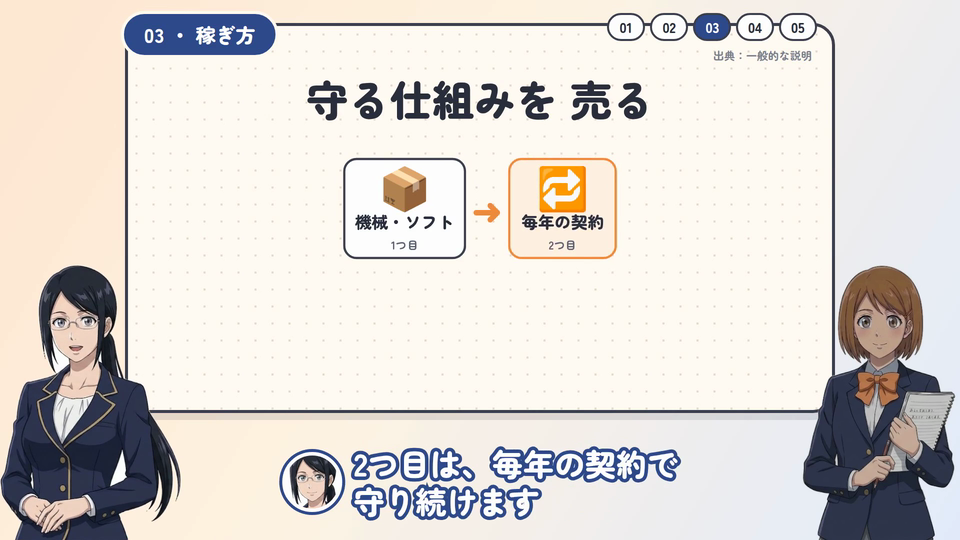 03 ・ 稼ぎ方
01 02 03 04 05
出典：一般的な説明
守る仕組みを 売る
機械・ソフト
1つ目
毎年の契約
2つ目
2つ目は、毎年の契約で
守り続けます